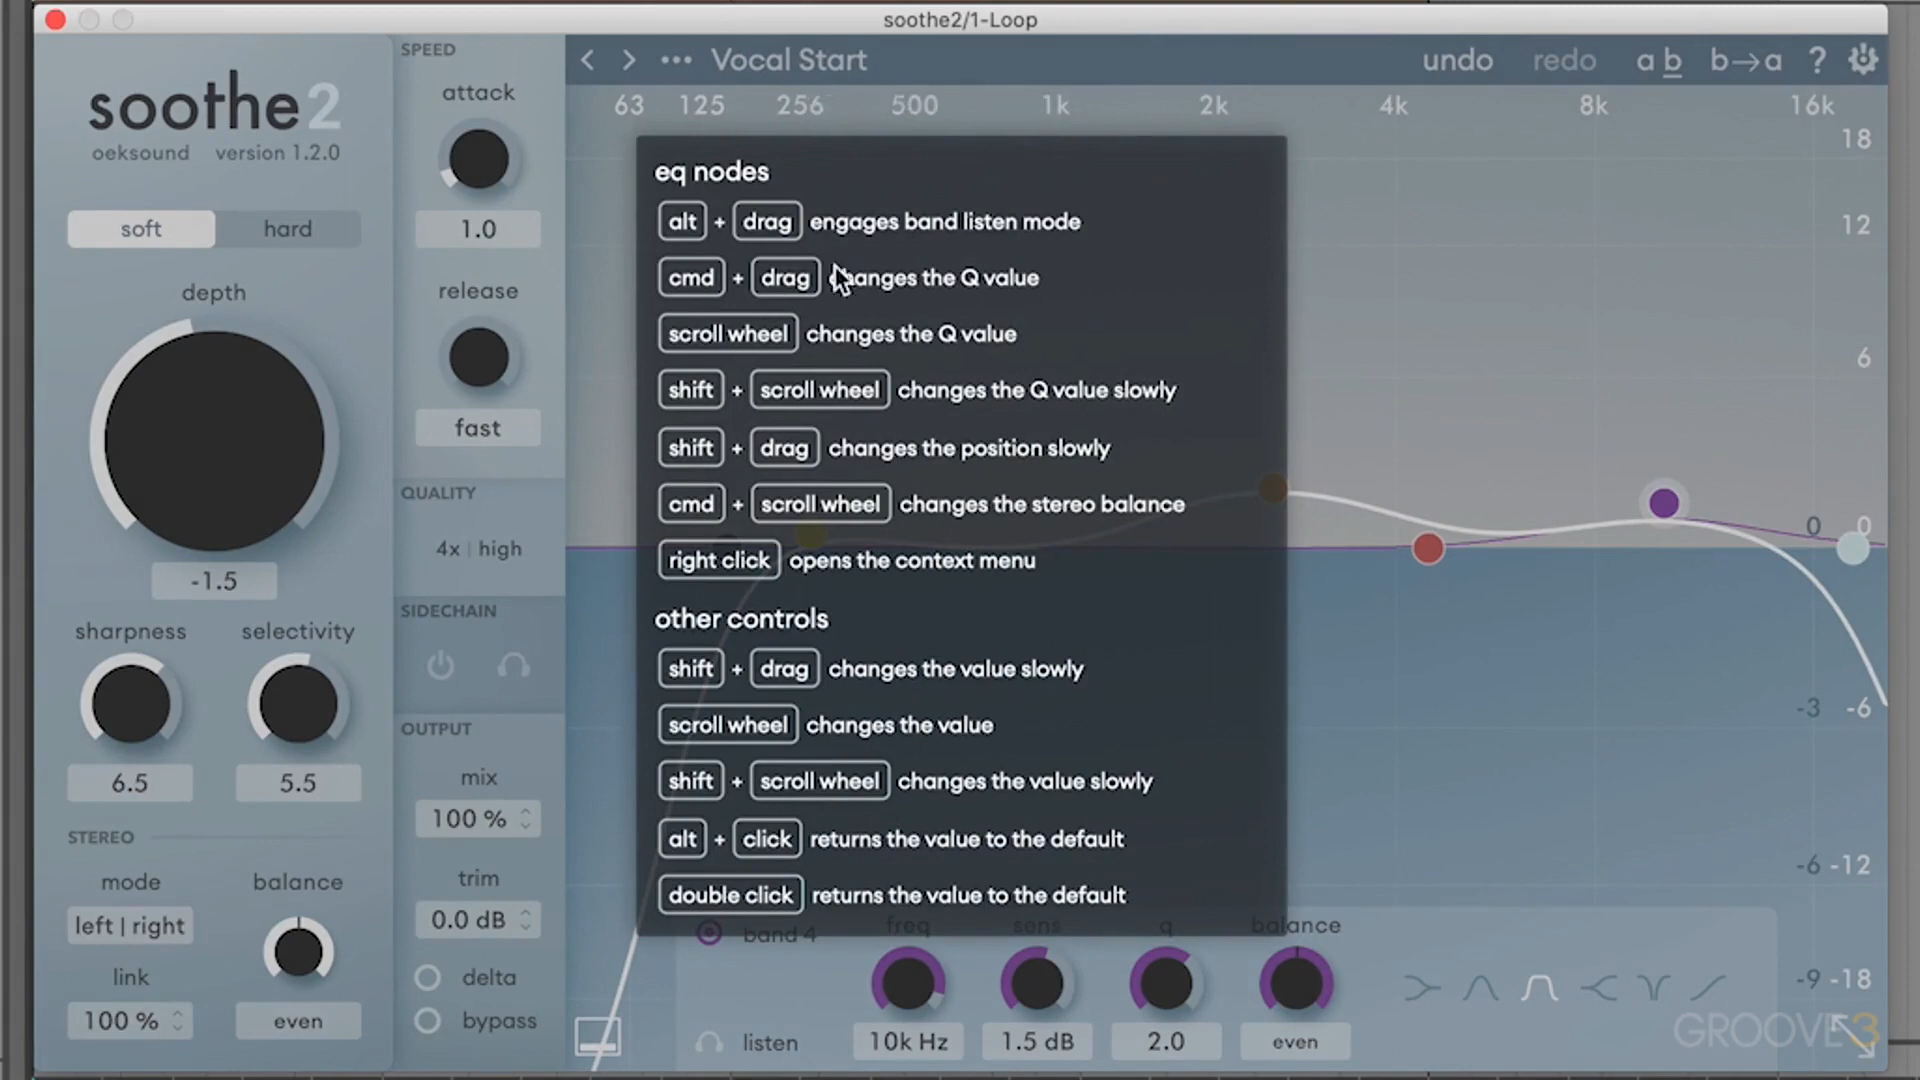 soothe2/1-Loop
soothe2
oeksound version 1.2.0
soft hard
depth
-1.5
sharpness selectivity
6.5 5.5
STEREO
mode balance
left | right
link
100 % even
SPEED
attack
1.0
release
fast
QUALITY
4x | high
SIDECHAIN
OUTPUT
mix
100 %
trim
0.0 dB
delta
bypass
Vocal Start undo redo a b b→a ?
63 125 256 500 1k 2k 4k 8k 16k
18
12
6
0 0
-3 -6
-6 -12
-9 -18
eq nodes
alt + drag engages band listen mode
cmd + drag changes the Q value
scroll wheel changes the Q value
shift + scroll wheel changes the Q value slowly
shift + drag changes the position slowly
cmd + scroll wheel changes the stereo balance
right click opens the context menu
other controls
shift + drag changes the value slowly
scroll wheel changes the value
shift + scroll wheel changes the value slowly
alt + click returns the value to the default
double click returns the value to the default
band 4 freq sens q balance
listen 10k Hz 1.5 dB 2.0 even
GROOVE3